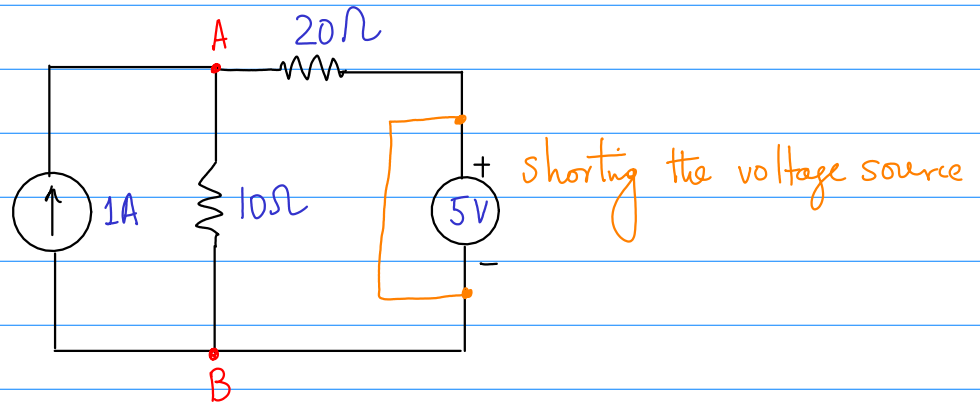 A
20Ω
1A
10Ω
+
5V
-
shorting the voltage source
B